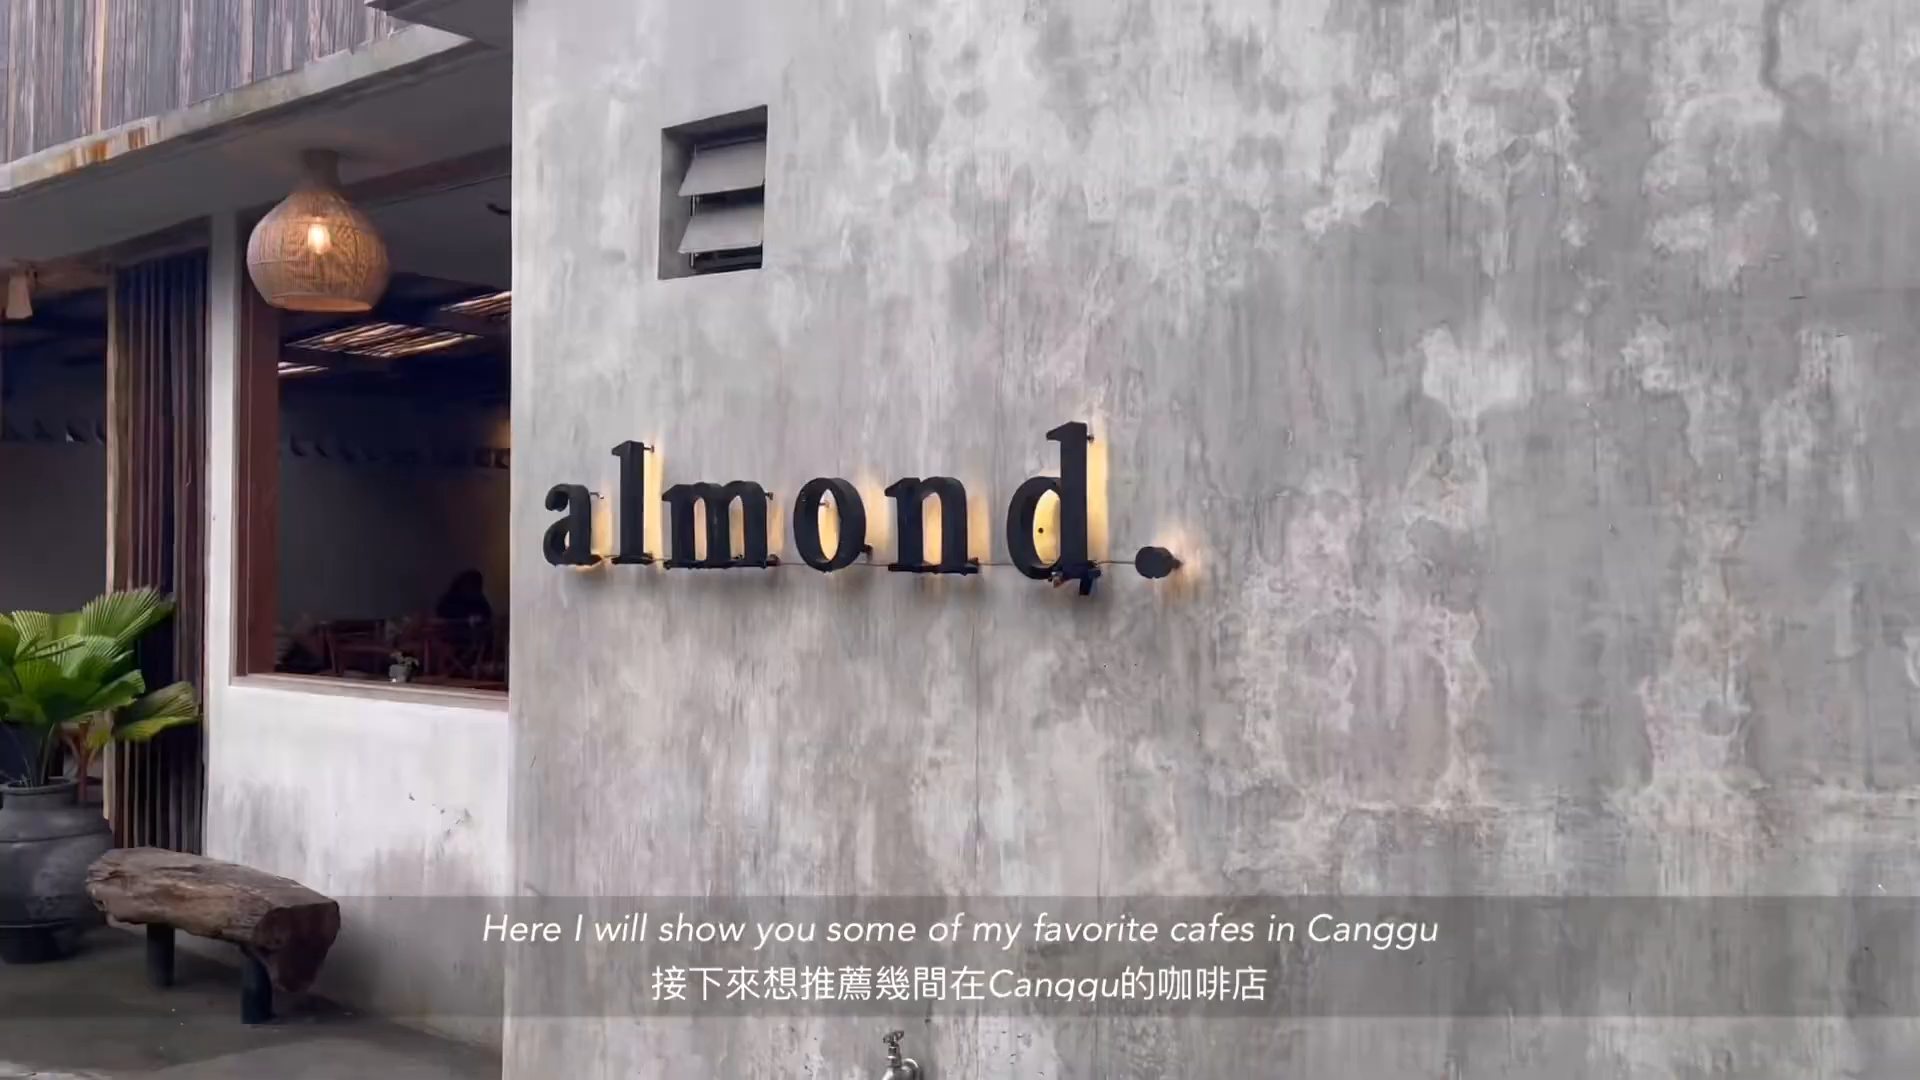 almond.
Here I will show you some of my favorite cafes in Canggu
接下來想推薦幾間在Canggu的咖啡店